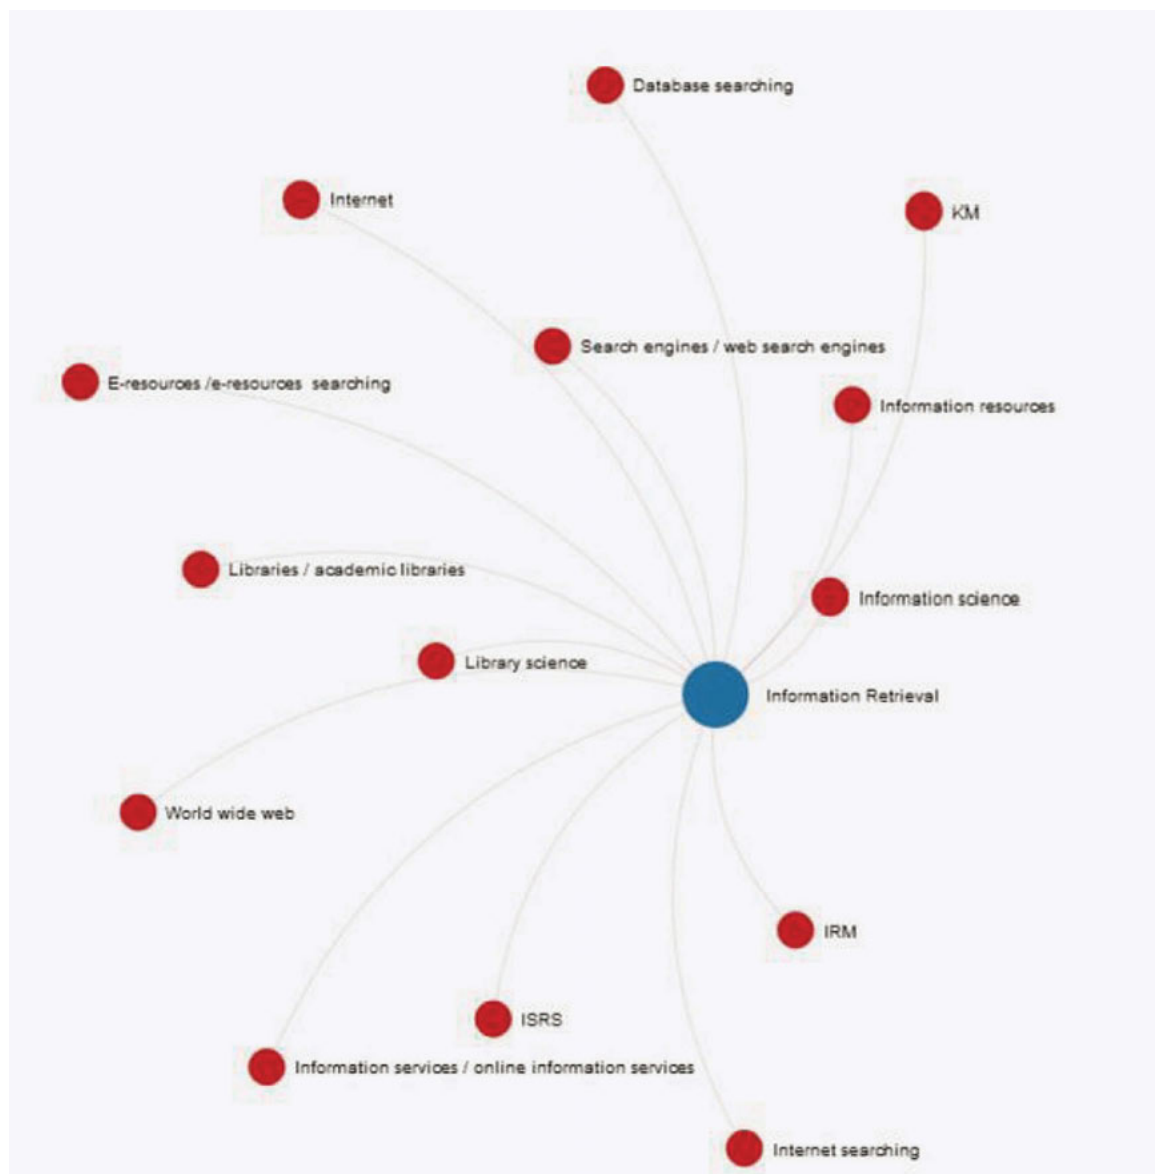 Database searching
Internet
KM
Search engines / web search engines
E-resources /e-resources searching
Information resources
Libraries / academic libraries
Information science
Library science
Information Retrieval
World wide web
IRM
ISRS
Information services / online information services
Internet searching